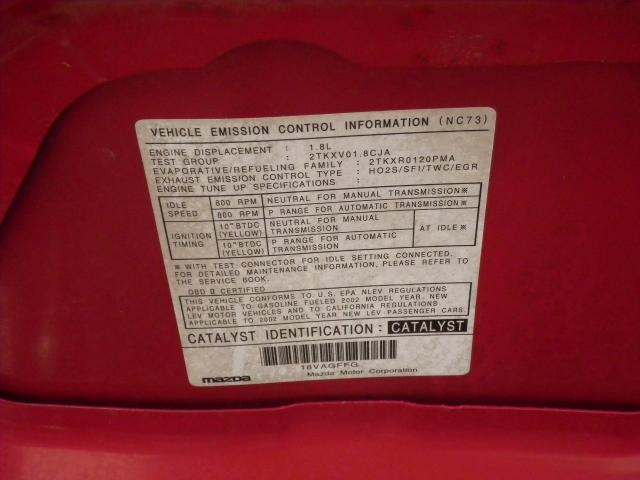 VEHICLE EMISSION CONTROL INFORMATION (NC73)
ENGINE DISPLACEMENT : 1.8L
TEST GROUP : 2TKXV01.8CJA
EVAPORATIVE/REFUELING FAMILY : 2TKXR0120PMA
EXHAUST EMISSION CONTROL TYPE : HO2S/SFI/TWC/EGR
ENGINE TUNE UP SPECIFICATIONS :
IDLE SPEED 800 RPM NEUTRAL FOR MANUAL TRANSMISSION※
800 RPM P RANGE FOR AUTOMATIC TRANSMISSION※
IGNITION TIMING 10°BTDC (YELLOW) NEUTRAL FOR MANUAL TRANSMISSION AT IDLE※
10°BTDC (YELLOW) P RANGE FOR AUTOMATIC TRANSMISSION
※ WITH TEST CONNECTOR FOR IDLE SETTING CONNECTED.
FOR DETAILED MAINTENANCE INFORMATION, PLEASE REFER TO
THE SERVICE BOOK.
OBD II CERTIFIED
THIS VEHICLE CONFORMS TO U.S. EPA NLEV REGULATIONS
APPLICABLE TO GASOLINE FUELED 2002 MODEL YEAR NEW
LEV MOTOR VEHICLES AND TO CALIFORNIA REGULATIONS
APPLICABLE TO 2002 MODEL YEAR NEW LEV PASSENGER CARS.
CATALYST IDENTIFICATION: CATALYST
18VAGFFG
mazda Mazda Motor Corporation